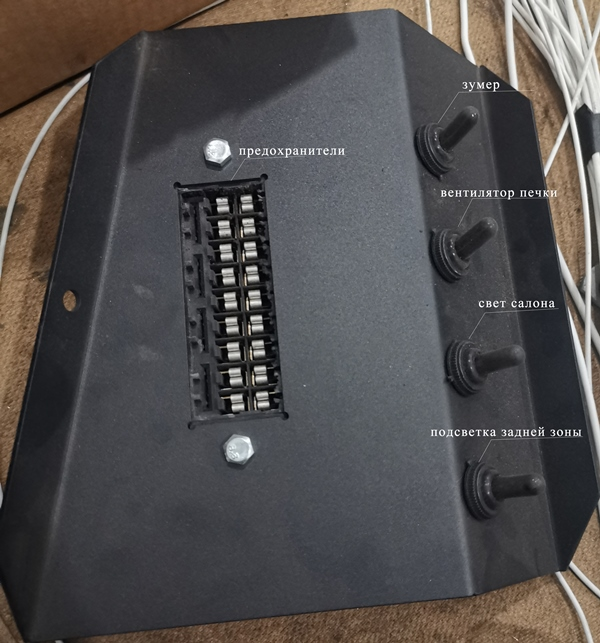 зумер
предохранители
вентилятор печки
свет салона
подсветка задней зоны